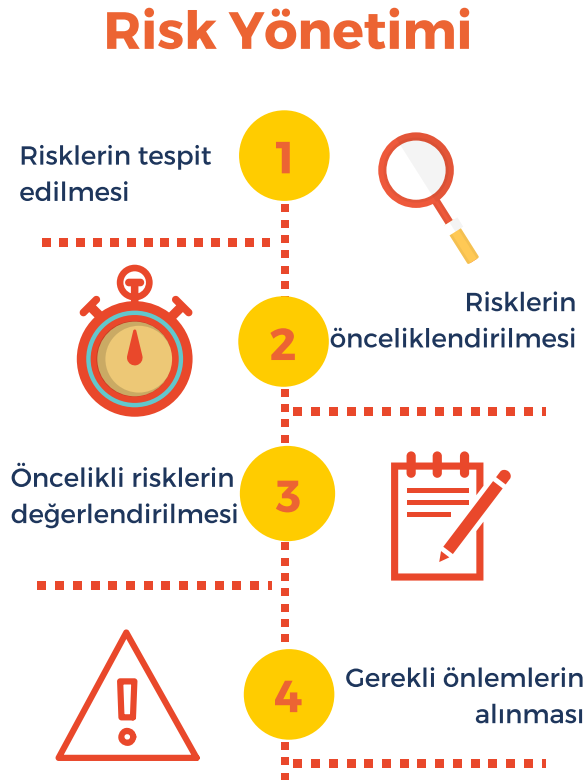 Risk Yönetimi
1
Risklerin tespit
edilmesi
2
Risklerin
önceliklendirilmesi
3
Öncelikli risklerin
değerlendirilmesi
4
Gerekli önlemlerin
alınması